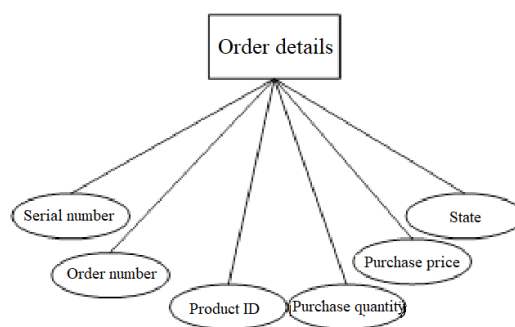 Order details
Serial number
State
Order number
Purchase price
Product ID
Purchase quantity